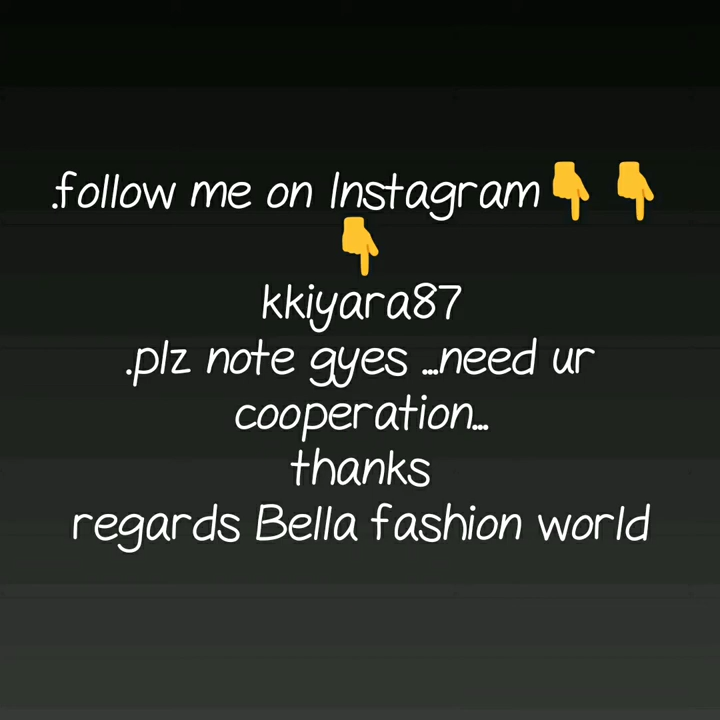 .follow me on Instagram👇👇
👇
kkiyara87
.plz note gyes ...need ur
cooperation...
thanks
regards Bella fashion world